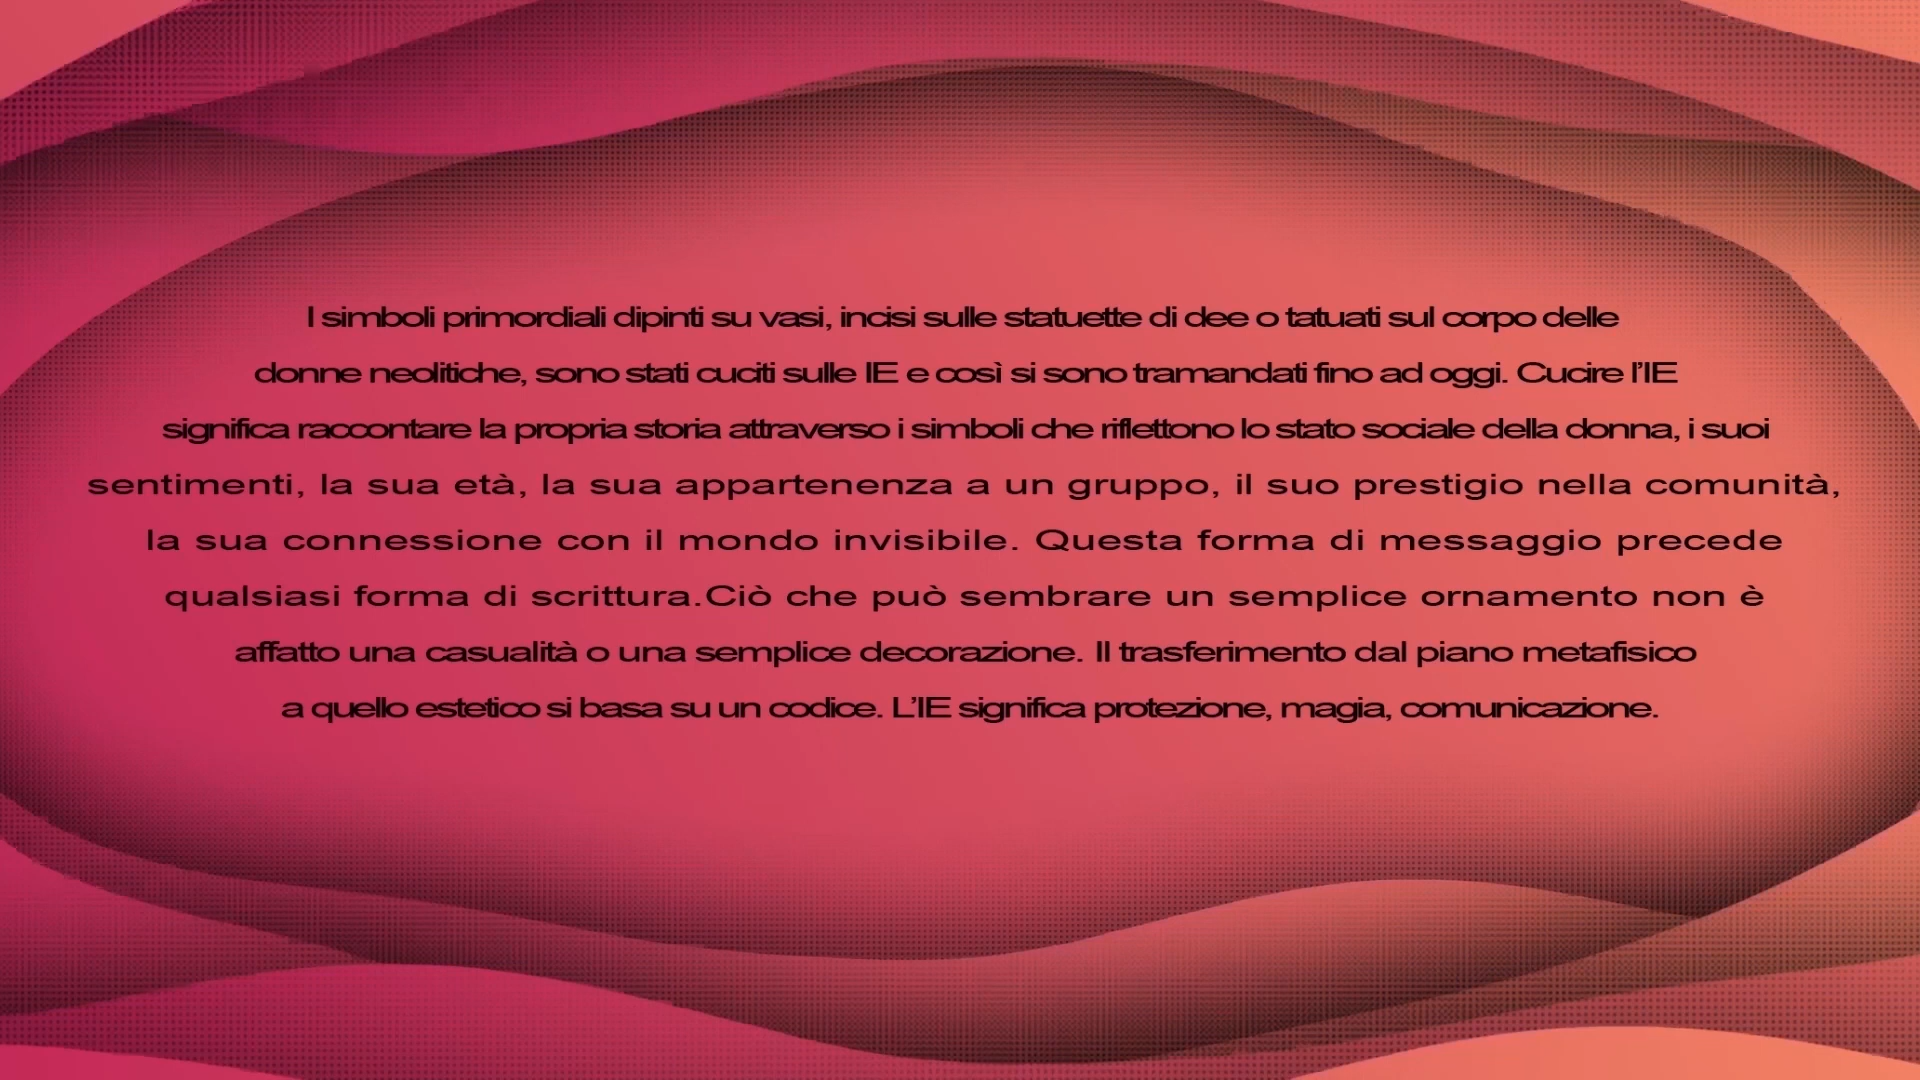 I simboli primordiali dipinti su vasi, incisi sulle statuette di dee o tatuati sul corpo delle
donne neolitiche, sono stati cuciti sulle IE e così si sono tramandati fino ad oggi. Cucire l’IE
significa raccontare la propria storia attraverso i simboli che riflettono lo stato sociale della donna, i suoi
sentimenti, la sua età, la sua appartenenza a un gruppo, il suo prestigio nella comunità,
la sua connessione con il mondo invisibile. Questa forma di messaggio precede
qualsiasi forma di scrittura.Ciò che può sembrare un semplice ornamento non è
affatto una casualità o una semplice decorazione. Il trasferimento dal piano metafisico
a quello estetico si basa su un codice. L’IE significa protezione, magia, comunicazione.